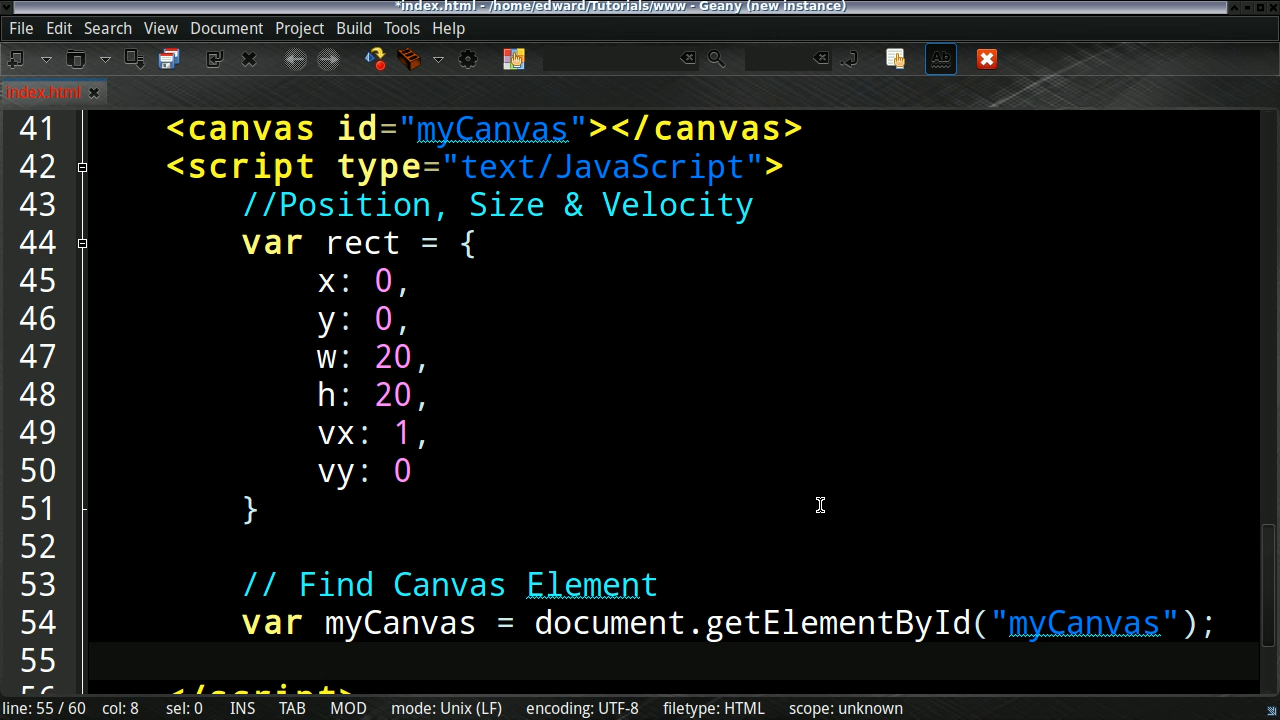 *index.html - /home/edward/Tutorials/www - Geany (new instance)
File Edit Search View Document Project Build Tools Help
index.html
41 <canvas id="myCanvas"></canvas>
42 <script type="text/JavaScript">
43 //Position, Size & Velocity
44 var rect = {
45 x: 0,
46 y: 0,
47 w: 20,
48 h: 20,
49 vx: 1,
50 vy: 0
51 }
52
53 // Find Canvas Element
54 var myCanvas = document.getElementById("myCanvas");
55
56 </script>
line: 55 / 60 col: 8 sel: 0 INS TAB MOD mode: Unix (LF) encoding: UTF-8 filetype: HTML scope: unknown